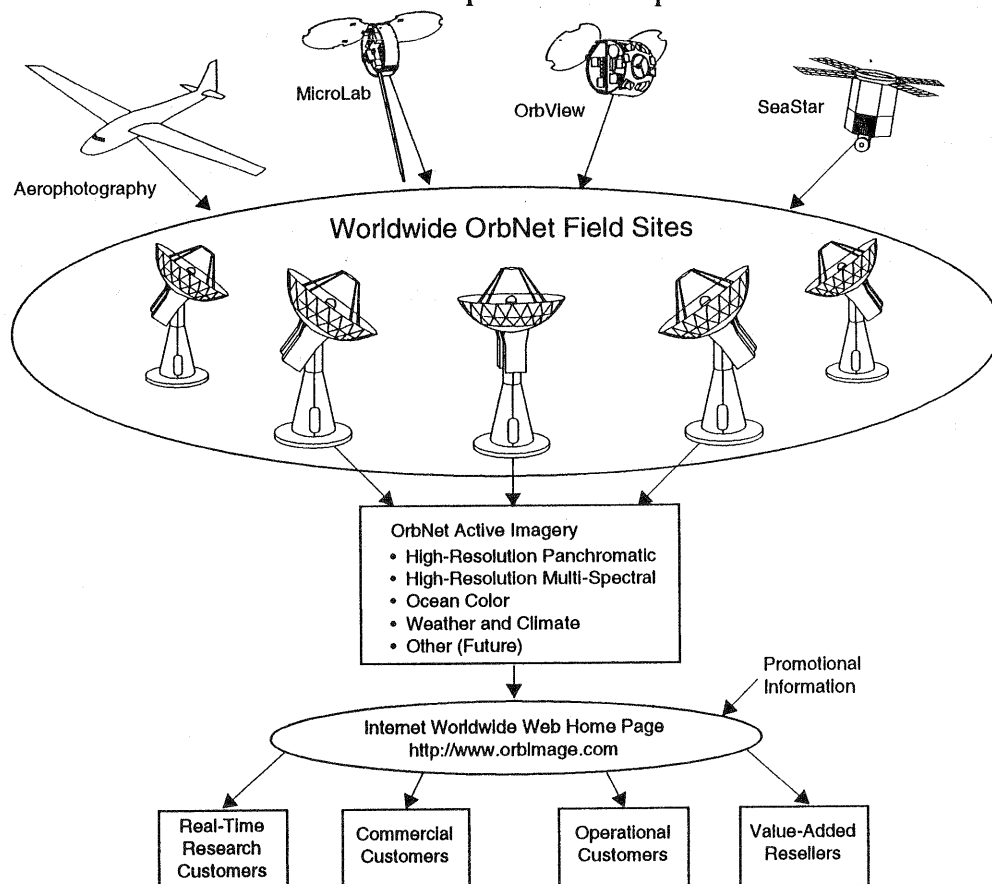 MicroLab
OrbView
SeaStar
Aerophotography
Worldwide OrbNet Field Sites
OrbNet Active Imagery
• High-Resolution Panchromatic
• High-Resolution Multi-Spectral
• Ocean Color
• Weather and Climate
• Other (Future)
Promotional
Information
Internet Worldwide Web Home Page
http://www.orbimage.com
Real-Time
Research
Customers
Commercial
Customers
Operational
Customers
Value-Added
Resellers